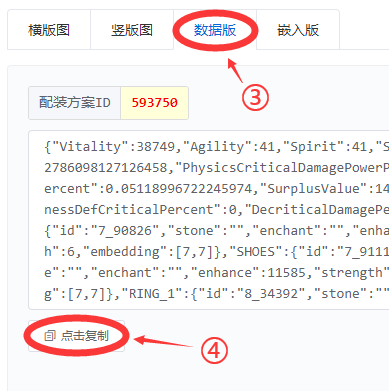 横版图 竖版图 数据版 嵌入版
③
配装方案ID 593750
{"Vitality":38749,"Agility":41,"Spirit":41,"S
2786098127126458,"PhysicsCriticalDamagePowerP
ercent":0.05118996722245974,"SurplusValue":14
nessDefCriticalPercent":0,"DecriticalDamagePe
{"id":"7_90826","stone":"","enchant":"","enha
h":6,"embedding":[7,7]},"SHOES":{"id":"7_9111
e":"","enchant":"","enhance":11585,"strength"
g":[7,7]},"RING_1":{"id":"8_34392","stone":""
点击复制
④